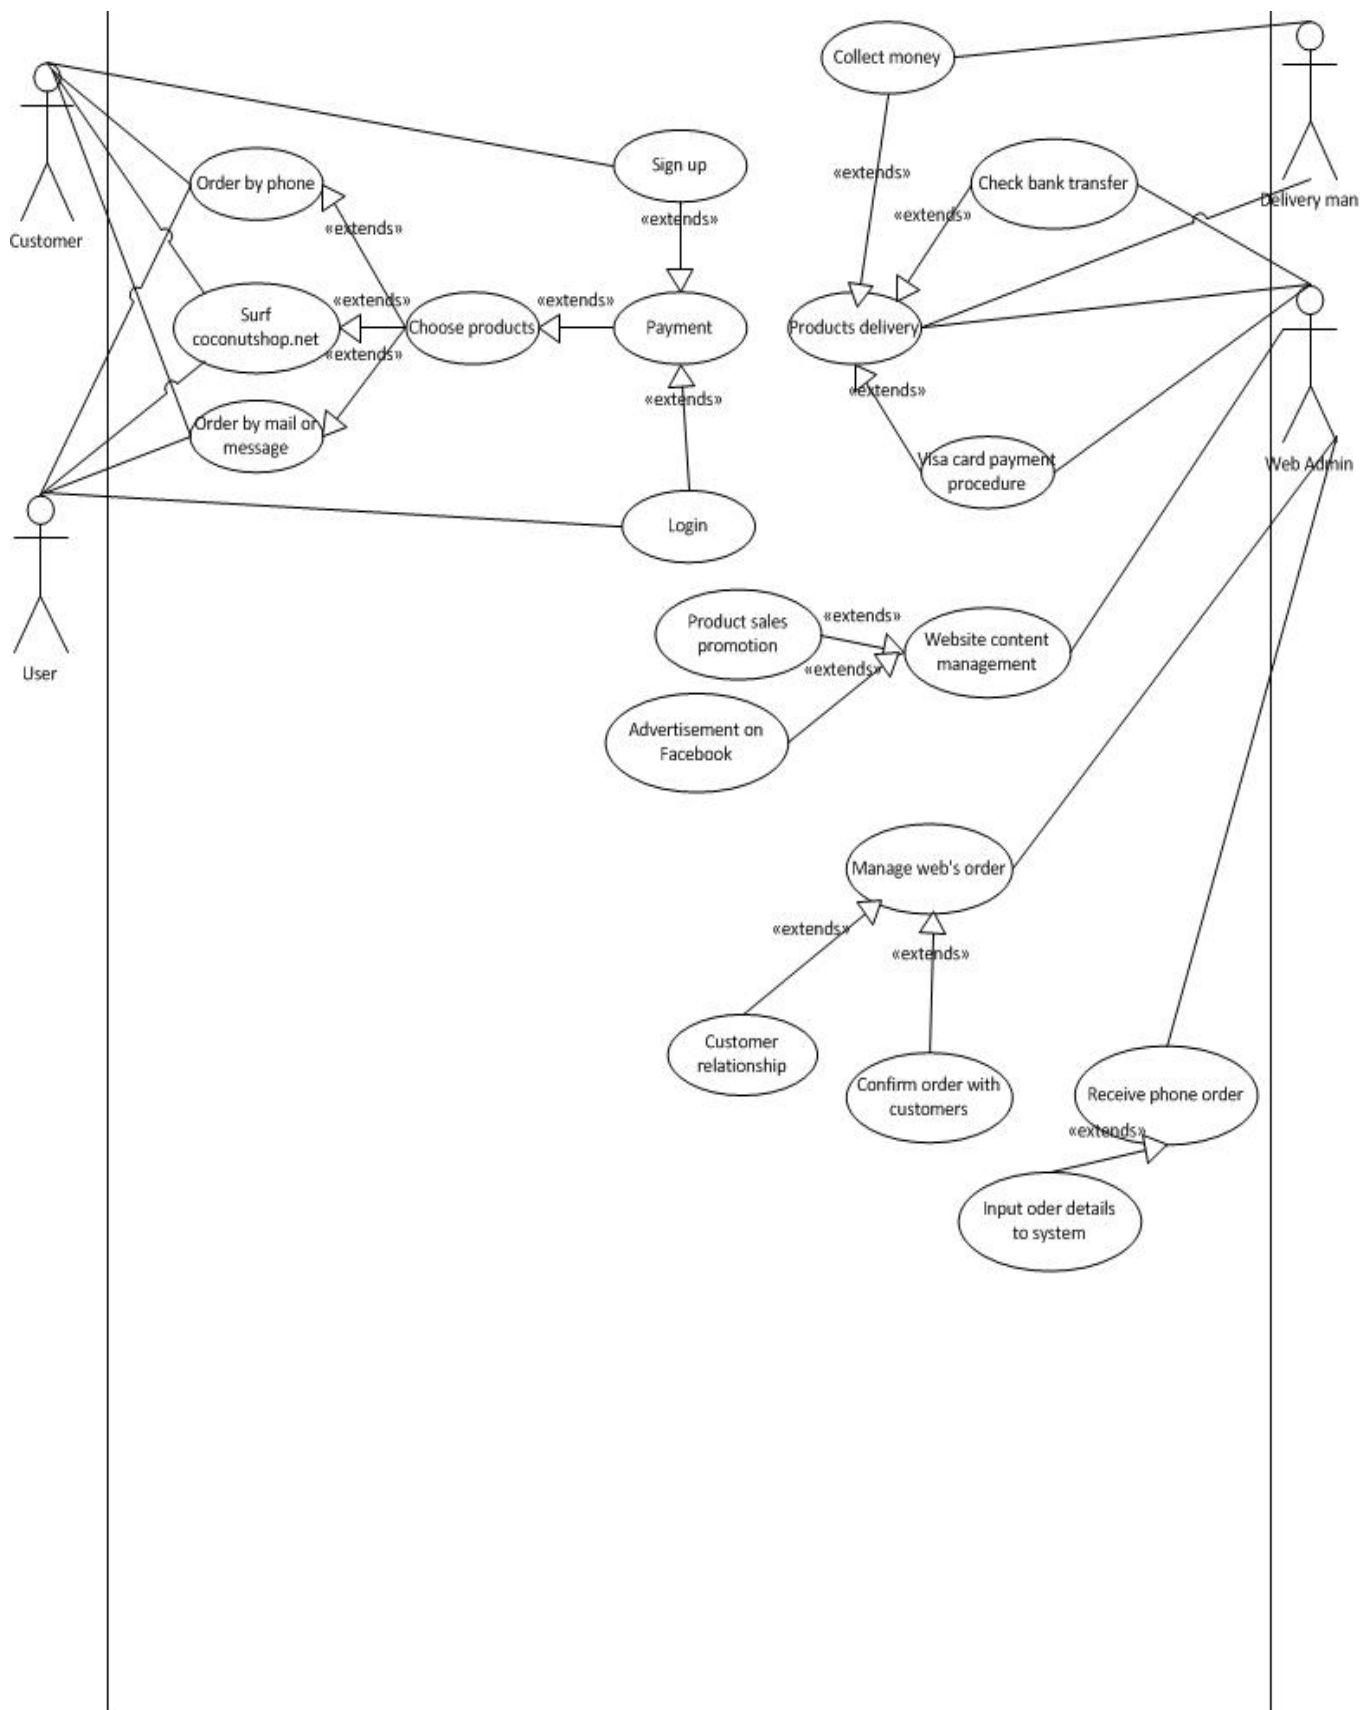 Collect money
Sign up
«extends»
Check bank transfer
Order by phone
«extends»
Delivery man
«extends»
«extends»
Customer
«extends»
«extends»
Surf
coconutshop.net
Choose products
Payment
Products delivery
«extends»
«extends»
«extends»
Order by mail or
message
Visa card payment
procedure
Web Admin
Login
Product sales
promotion
«extends»
Website content
management
«extends»
User
Advertisement on
Facebook
Manage web's order
«extends»
«extends»
Customer
relationship
Confirm order with
customers
Receive phone order
«extends»
Input oder details
to system